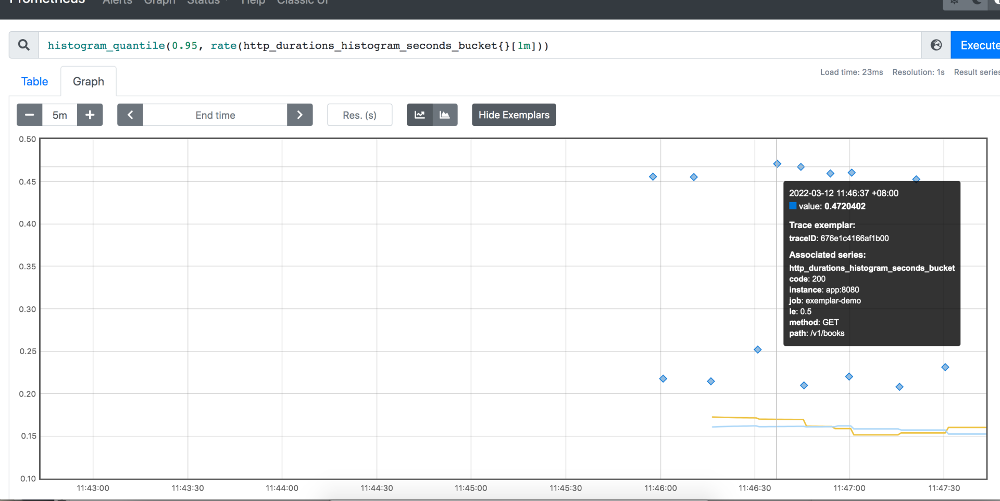 Prometheus Alerts Graph Status Help Classic UI
histogram_quantile(0.95, rate(http_durations_histogram_seconds_bucket{}[1m]))
Execute
Load time: 23ms Resolution: 1s Result series
Table Graph
5m End time Res. (s) Hide Exemplars
0.50
0.45
0.40
0.35
0.30
0.25
0.20
0.15
0.10
2022-03-12 11:46:37 +08:00
value: 0.4720402
Trace exemplar:
traceID: 676e1c4166af1b00
Associated series:
http_durations_histogram_seconds_bucket
code: 200
instance: app:8080
job: exemplar-demo
le: 0.5
method: GET
path: /v1/books
11:43:00 11:43:30 11:44:00 11:44:30 11:45:00 11:45:30 11:46:00 11:46:30 11:47:00 11:47:30